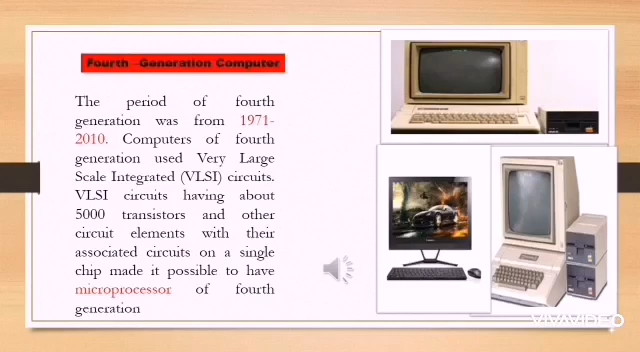 Fourth –Generation Computer
The period of fourth
generation was from 1971-
2010. Computers of fourth
generation used Very Large
Scale Integrated (VLSI) circuits.
VLSI circuits having about
5000 transistors and other
circuit elements with their
associated circuits on a single
chip made it possible to have
microprocessor of fourth
generation
VIVAVIDEO